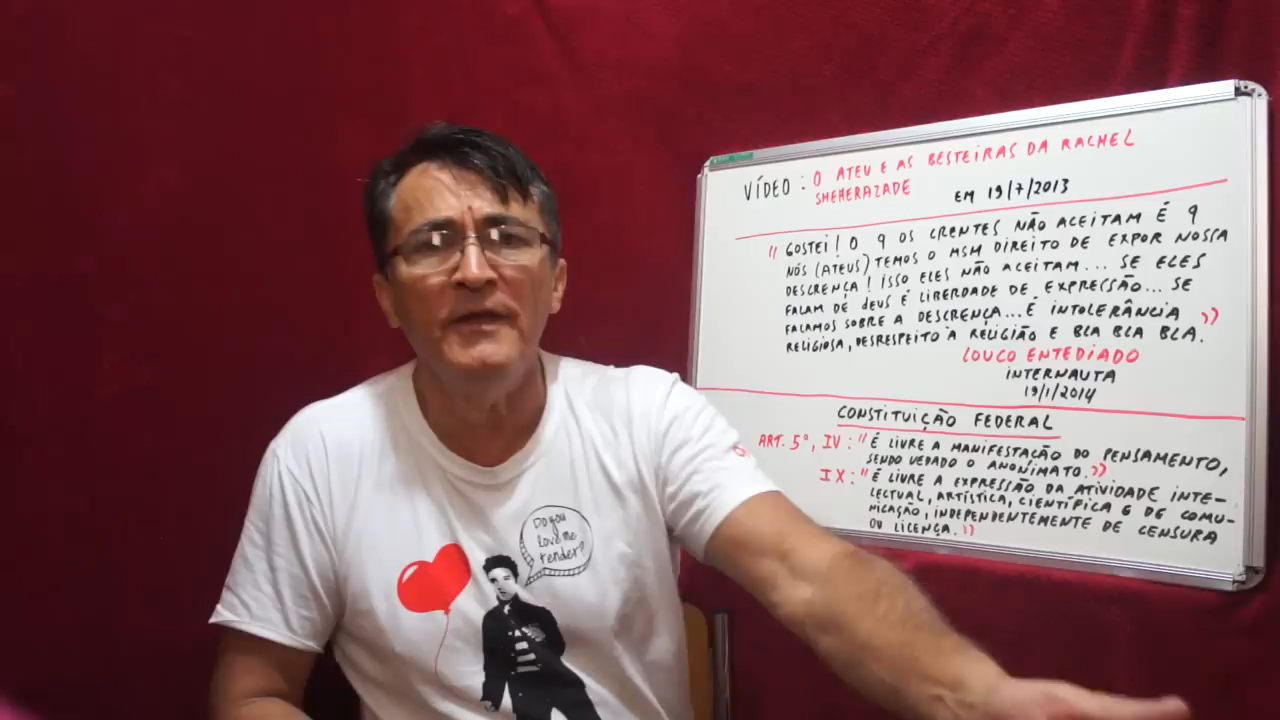 VÍDEO: O ATEU E AS BESTEIRAS DA RACHEL
SHEHERAZADE EM 19/7/2013
"GOSTEI! O Q OS CRENTES NÃO ACEITAM É Q
NÓS (ATEUS) TEMOS O MSM DIREITO DE EXPOR NOSSA
DESCRENÇA! ISSO ELES NÃO ACEITAM... SE ELES
FALAM DE DEUS É LIBERDADE DE EXPRESSÃO... SE
FALAMOS SOBRE A DESCRENÇA... É INTOLERÂNCIA
RELIGIOSA, DESRESPEITO À RELIGIÃO E BLA BLA BLA."
LOUCO ENTEDIADO
INTERNAUTA
19/1/2014
CONSTITUIÇÃO FEDERAL
ART. 5º, IV: "É LIVRE A MANIFESTAÇÃO DO PENSAMENTO,
SENDO VEDADO O ANONIMATO."
IX: "É LIVRE A EXPRESSÃO DA ATIVIDADE INTE-
LECTUAL, ARTÍSTICA, CIENTÍFICA E DE COMU-
NICAÇÃO, INDEPENDENTEMENTE DE CENSURA
OU LICENÇA."
Do you
love me
tender?